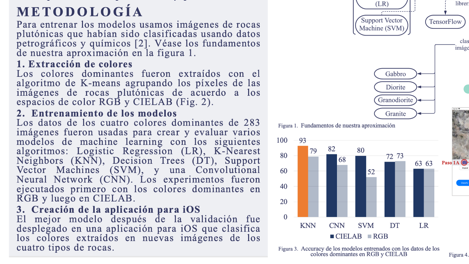 METODOLOGÍA
Para entrenar los modelos usamos imágenes de rocas
plutónicas que habían sido clasificadas usando datos
petrográficos y químicos [2]. Véase los fundamentos
de nuestra aproximación en la figura 1.
1. Extracción de colores
Los colores dominantes fueron extraídos con el
algoritmo de K-means agrupando los píxeles de las
imágenes de rocas plutónicas de acuerdo a los
espacios de color RGB y CIELAB (Fig. 2).
2. Entrenamiento de los modelos
Los datos de los cuatro colores dominantes de 283
imágenes fueron usadas para crear y evaluar varios
modelos de machine learning con los siguientes
algoritmos: Logistic Regression (LR), K-Nearest
Neighbors (KNN), Decision Trees (DT), Support
Vector Machines (SVM), y una Convolutional
Neural Network (CNN). Los experimentos fueron
ejecutados primero con los colores dominantes en
RGB y luego en CIELAB.
3. Creación de la aplicación para iOS
El mejor modelo después de la validación fue
desplegado en una aplicación para iOS que clasifica
los colores extraídos en nuevas imágenes de los
cuatro tipos de rocas.
(LR)
Support Vector
Machine (SVM)
librer
TensorFlow
clas
imáge
Gabbro
Diorite
Granodiorite
Granite
Figura 1. Fundamentos de nuestra aproximación
100
80
60
40
20
0
93 79
82 68
80 52
72 73
63 63
KNN CNN SVM DT LR
CIELAB RGB
Figura 3. Accuracy de los modelos entrenados con los datos de los
colores dominantes en RGB y CIELAB
Figura 4.